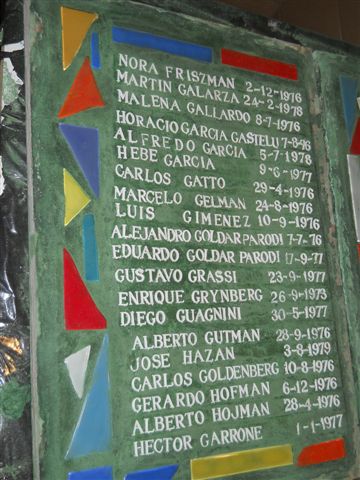 NORA FRISZMAN 2-12-1976
MARTIN GALARZA 24-2-1978
MALENA GALLARDO 8-7-1976
HORACIO GARCIA GASTELU 7-8-76
ALFREDO GARCIA 5-7-1978
HEBE GARCIA 9-6-1977
CARLOS GATTO 29-4-1976
MARCELO GELMAN 24-8-1976
LUIS GIMENEZ 10-9-1976
ALEJANDRO GOLDAR PARODI 7-7-76
EDUARDO GOLDAR PARODI 17-9-77
GUSTAVO GRASSI 23-9-1977
ENRIQUE GRYNBERG 26-9-1973
DIEGO GUAGNINI 30-5-1977
ALBERTO GUTMAN 28-9-1976
JOSE HAZAN 3-8-1979
CARLOS GOLDENBERG 10-8-1976
GERARDO HOFMAN 6-12-1976
ALBERTO HOJMAN 28-4-1976
HECTOR GARRONE 1-1-1977